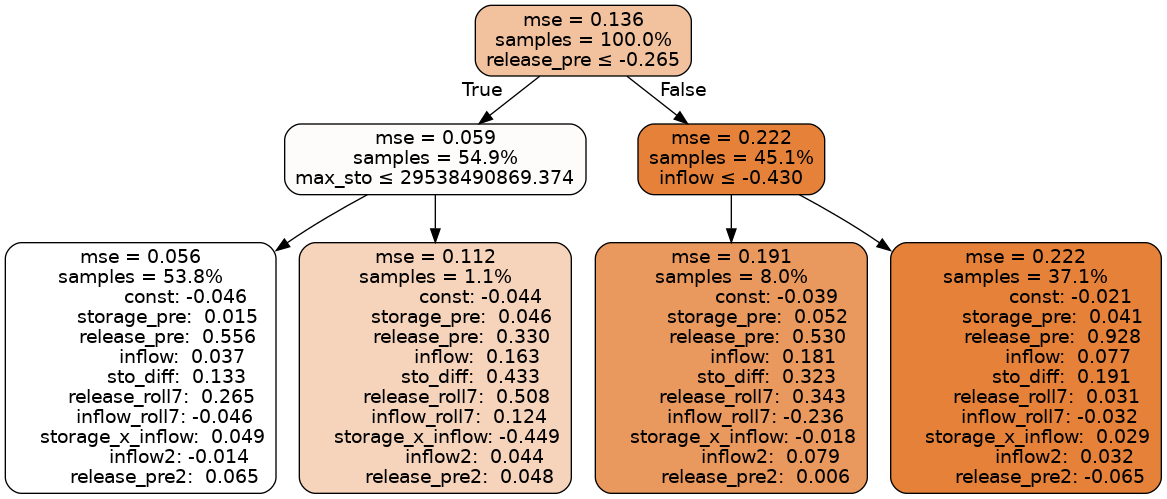 mse = 0.136
samples = 100.0%
release_pre ≤ -0.265
True
False
mse = 0.059
samples = 54.9%
max_sto ≤ 29538490869.374
mse = 0.222
samples = 45.1%
inflow ≤ -0.430
mse = 0.056
samples = 53.8%
const: -0.046
storage_pre: 0.015
release_pre: 0.556
inflow: 0.037
sto_diff: 0.133
release_roll7: 0.265
inflow_roll7: -0.046
storage_x_inflow: 0.049
inflow2: -0.014
release_pre2: 0.065
mse = 0.112
samples = 1.1%
const: -0.044
storage_pre: 0.046
release_pre: 0.330
inflow: 0.163
sto_diff: 0.433
release_roll7: 0.508
inflow_roll7: 0.124
storage_x_inflow: -0.449
inflow2: 0.044
release_pre2: 0.048
mse = 0.191
samples = 8.0%
const: -0.039
storage_pre: 0.052
release_pre: 0.530
inflow: 0.181
sto_diff: 0.323
release_roll7: 0.343
inflow_roll7: -0.236
storage_x_inflow: -0.018
inflow2: 0.079
release_pre2: 0.006
mse = 0.222
samples = 37.1%
const: -0.021
storage_pre: 0.041
release_pre: 0.928
inflow: 0.077
sto_diff: 0.191
release_roll7: 0.031
inflow_roll7: -0.032
storage_x_inflow: 0.029
inflow2: 0.032
release_pre2: -0.065